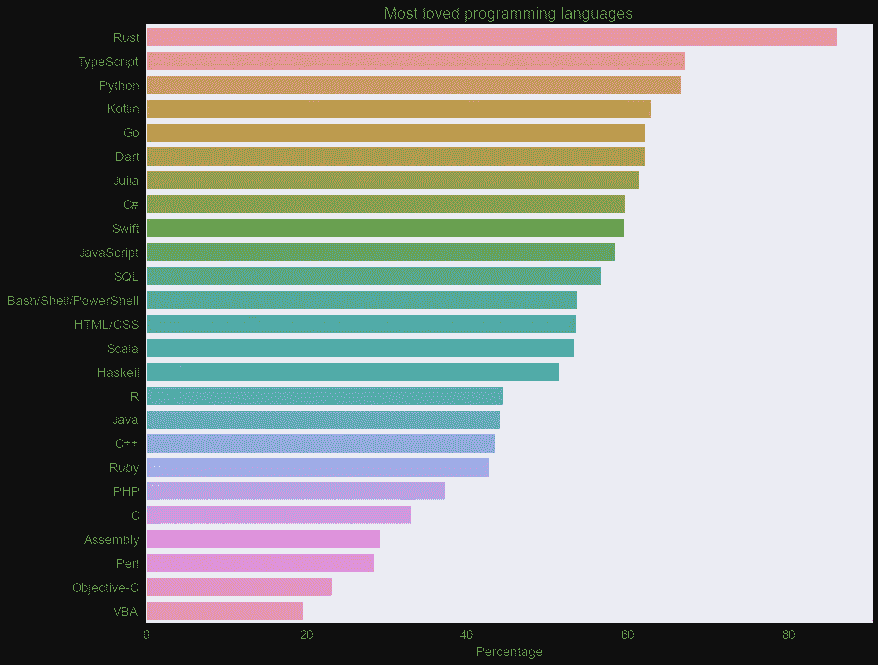 Most loved programming languages
Rust
TypeScript
Python
Kotlin
Go
Dart
Julia
C#
Swift
JavaScript
SQL
Bash/Shell/PowerShell
HTML/CSS
Scala
Haskell
R
Java
C++
Ruby
PHP
C
Assembly
Perl
Objective-C
VBA
0 20 40 60 80
Percentage